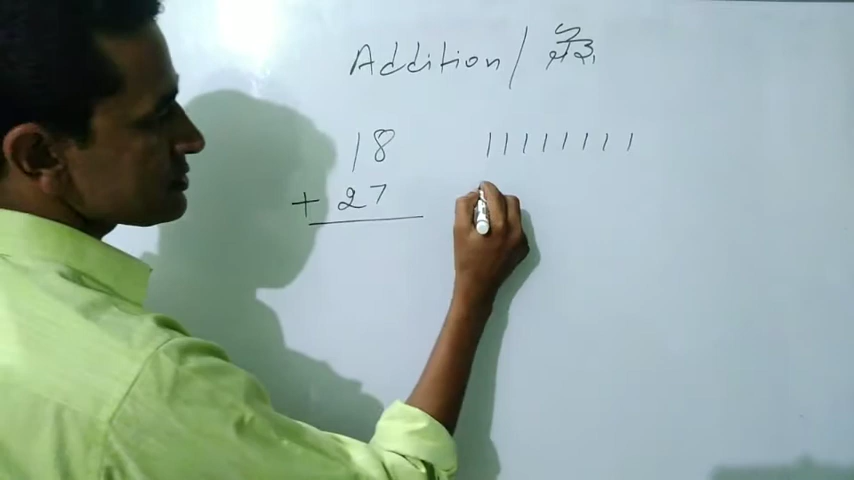 Addition /
18 | | | | | | | |
+ 27